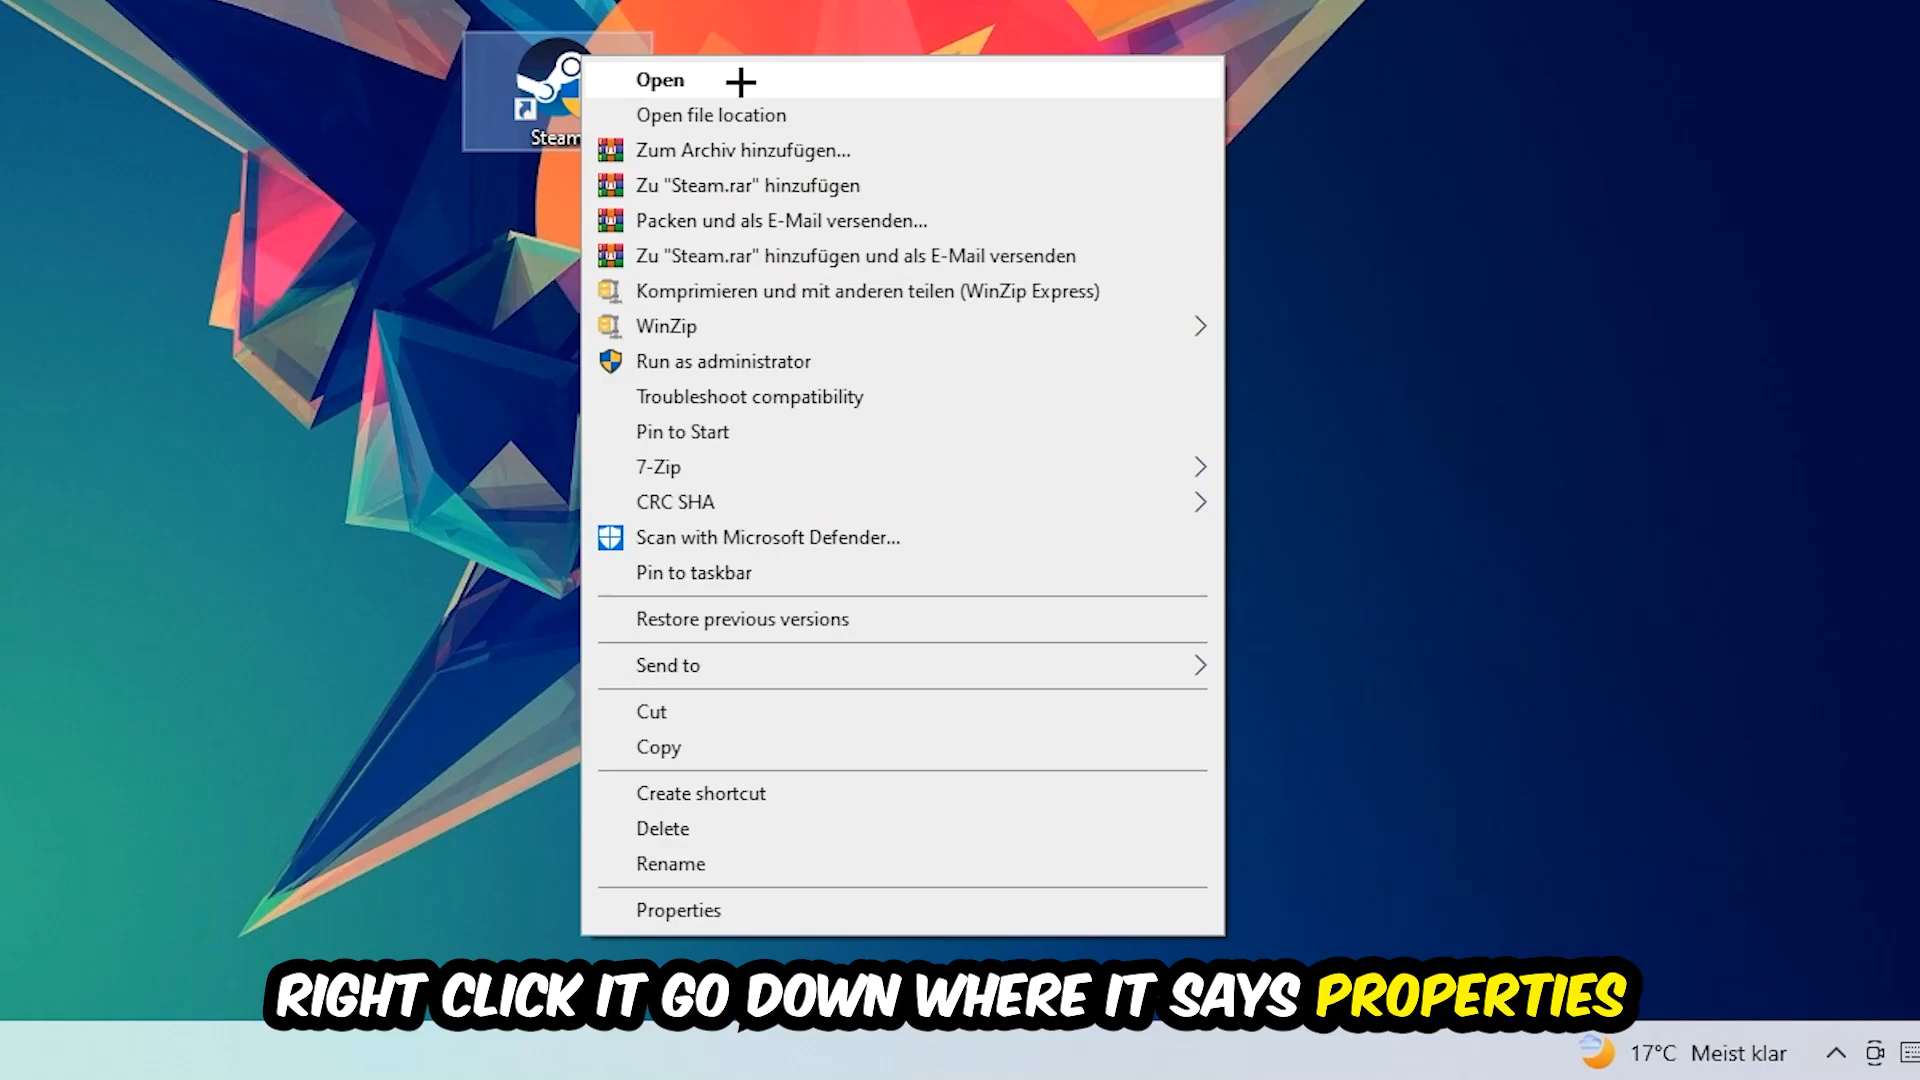 Steam
Open
Open file location
Zum Archiv hinzufügen...
Zu "Steam.rar" hinzufügen
Packen und als E-Mail versenden...
Zu "Steam.rar" hinzufügen und als E-Mail versenden
Komprimieren und mit anderen teilen (WinZip Express)
WinZip
Run as administrator
Troubleshoot compatibility
Pin to Start
7-Zip
CRC SHA
Scan with Microsoft Defender...
Pin to taskbar
Restore previous versions
Send to
Cut
Copy
Create shortcut
Delete
Rename
Properties
RIGHT CLICK IT GO DOWN WHERE IT SAYS PROPERTIES
17°C Meist klar